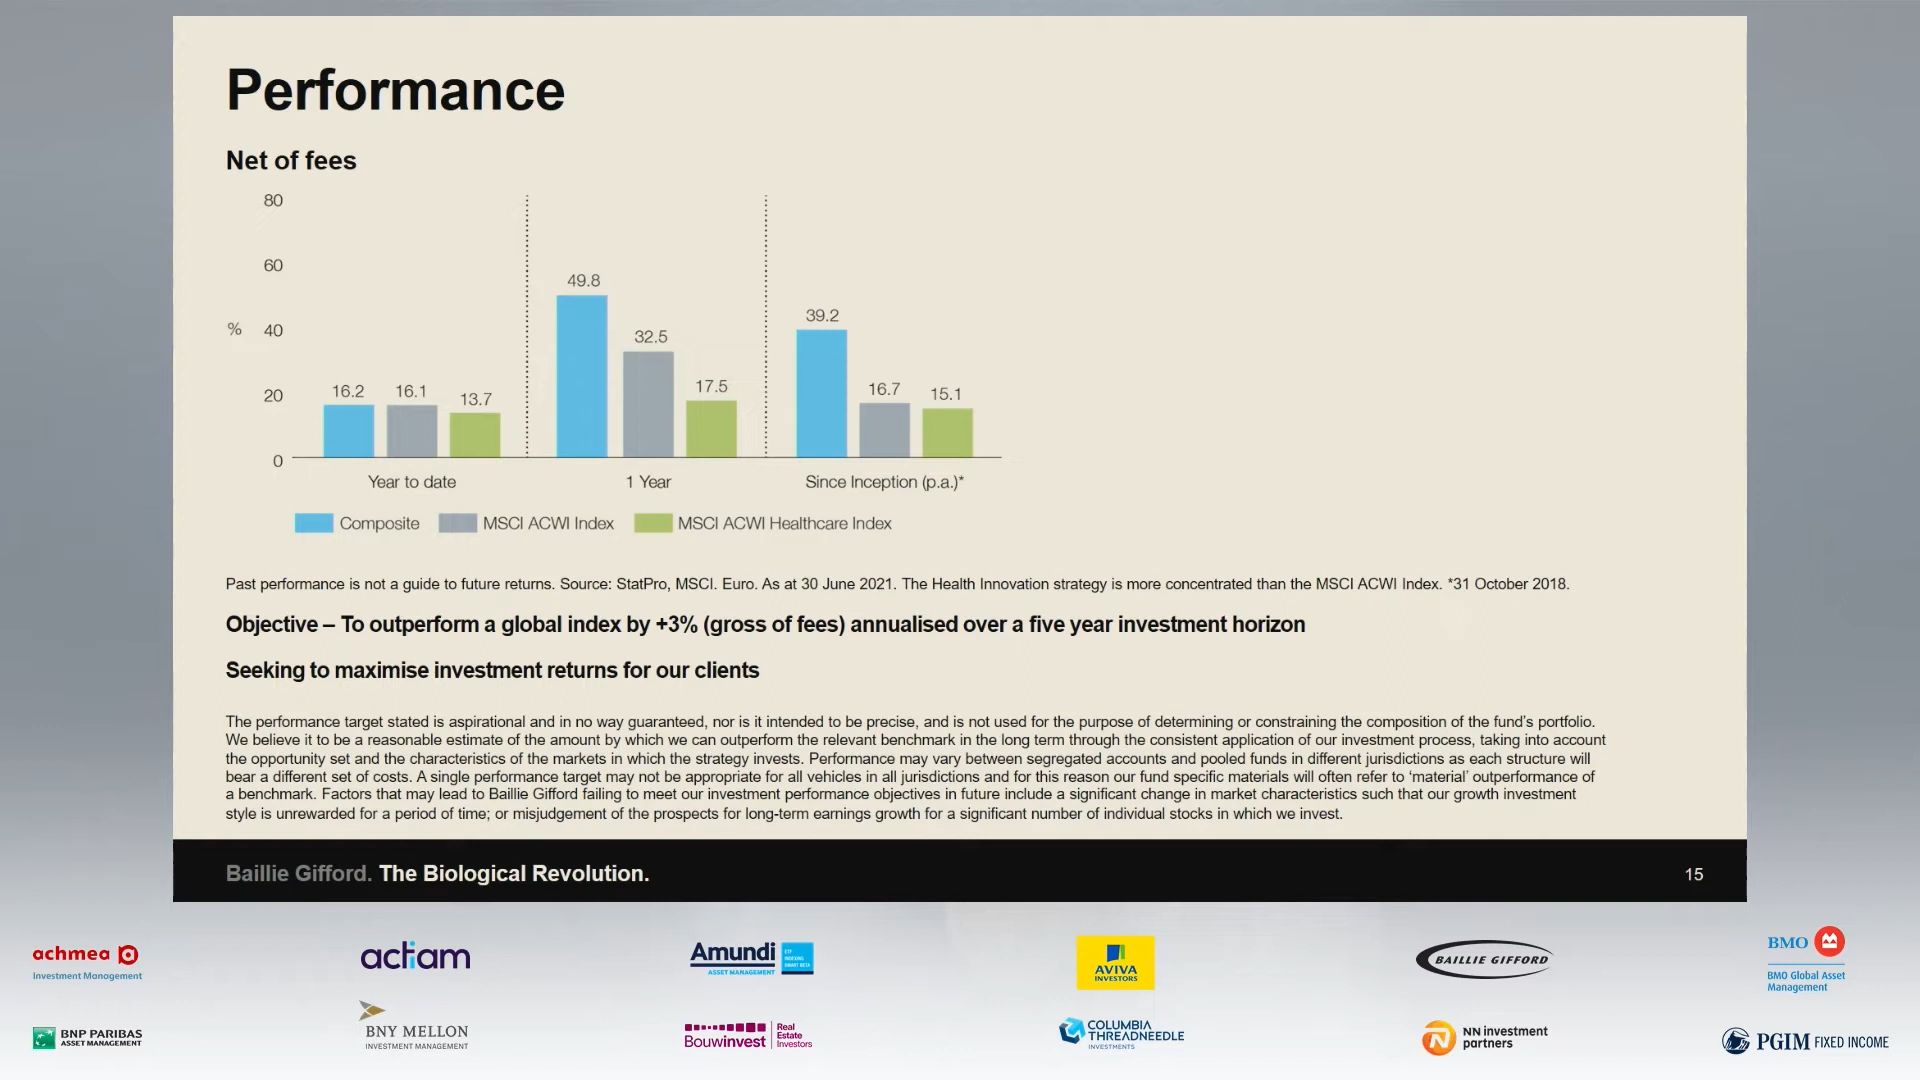 Performance
Net of fees
80
60
% 40
20
0
16.2 16.1 13.7
49.8 32.5 17.5
39.2 16.7 15.1
Year to date 1 Year Since Inception (p.a.)*
Composite MSCI ACWI Index MSCI ACWI Healthcare Index
Past performance is not a guide to future returns. Source: StatPro, MSCI. Euro. As at 30 June 2021. The Health Innovation strategy is more concentrated than the MSCI ACWI Index. *31 October 2018.
Objective – To outperform a global index by +3% (gross of fees) annualised over a five year investment horizon
Seeking to maximise investment returns for our clients
The performance target stated is aspirational and in no way guaranteed, nor is it intended to be precise, and is not used for the purpose of determining or constraining the composition of the fund's portfolio.
We believe it to be a reasonable estimate of the amount by which we can outperform the relevant benchmark in the long term through the consistent application of our investment process, taking into account
the opportunity set and the characteristics of the markets in which the strategy invests. Performance may vary between segregated accounts and pooled funds in different jurisdictions as each structure will
bear a different set of costs. A single performance target may not be appropriate for all vehicles in all jurisdictions and for this reason our fund specific materials will often refer to 'material' outperformance of
a benchmark. Factors that may lead to Baillie Gifford failing to meet our investment performance objectives in future include a significant change in market characteristics such that our growth investment
style is unrewarded for a period of time; or misjudgement of the prospects for long-term earnings growth for a significant number of individual stocks in which we invest.
Baillie Gifford. The Biological Revolution. 15
achmea
Investment Management
actiam
Amundi
ASSET MANAGEMENT
ETF
INDEXING
SMART BETA
AVIVA
INVESTORS
BAILLIE GIFFORD
BMO
BMO Global Asset
Management
BNP PARIBAS
ASSET MANAGEMENT
BNY MELLON
INVESTMENT MANAGEMENT
Bouwinvest
Real
Estate
Investors
COLUMBIA
THREADNEEDLE
INVESTMENTS
NN investment
partners
PGIM FIXED INCOME